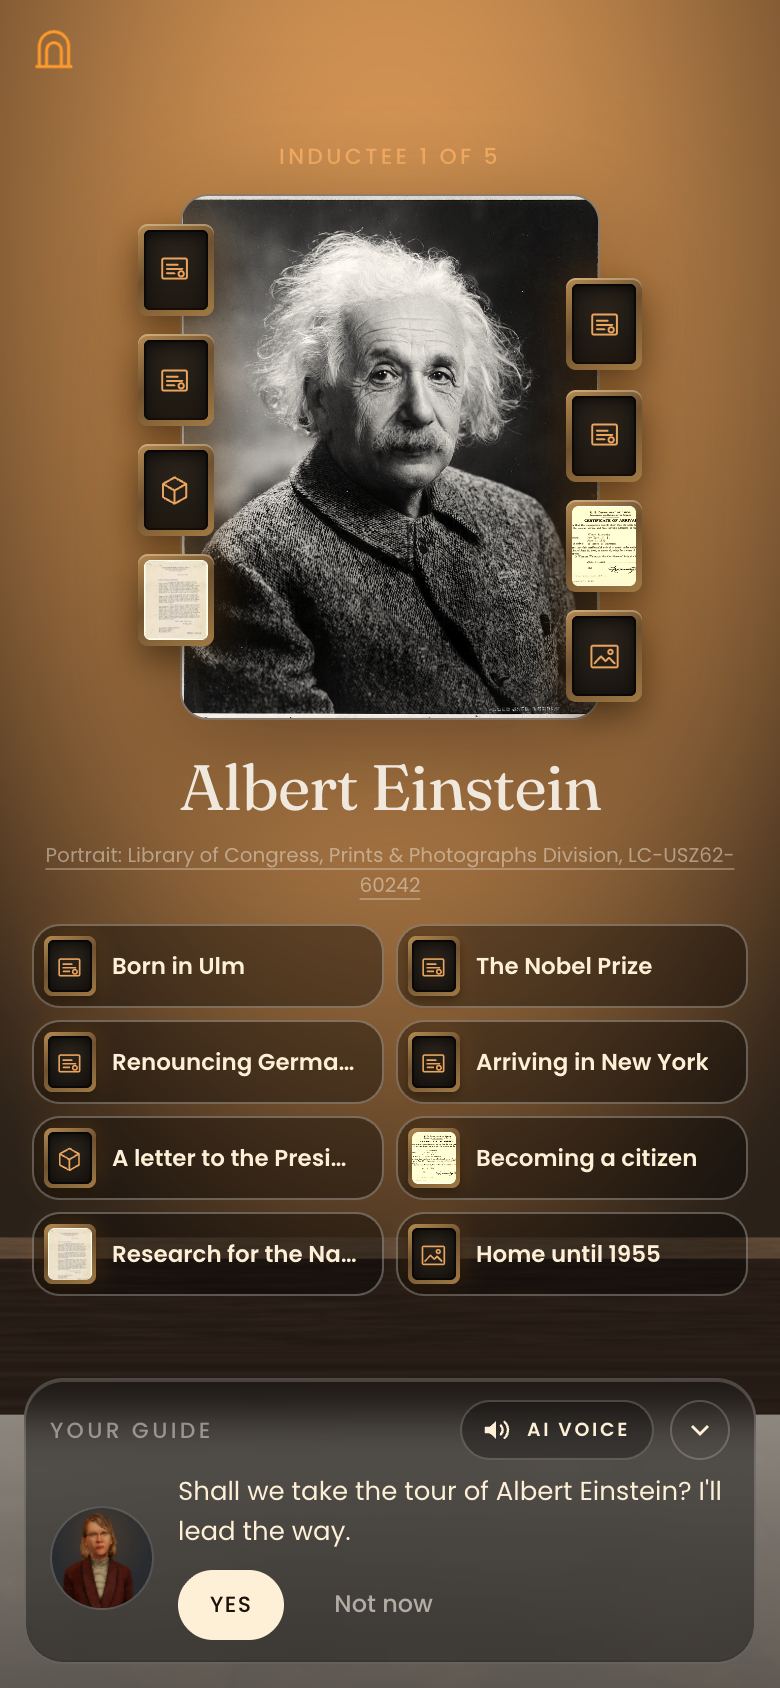 INDUCTEE 1 OF 5
CERTIFICATE OF ARRIVA
Albert Einstein
Portrait: Library of Congress, Prints & Photographs Division, LC-USZ62-
60242
Born in Ulm
The Nobel Prize
Renouncing Germa...
Arriving in New York
A letter to the Presi...
Becoming a citizen
Research for the Na...
Home until 1955
YOUR GUIDE
AI VOICE
Shall we take the tour of Albert Einstein? I'll
lead the way.
YES
Not now